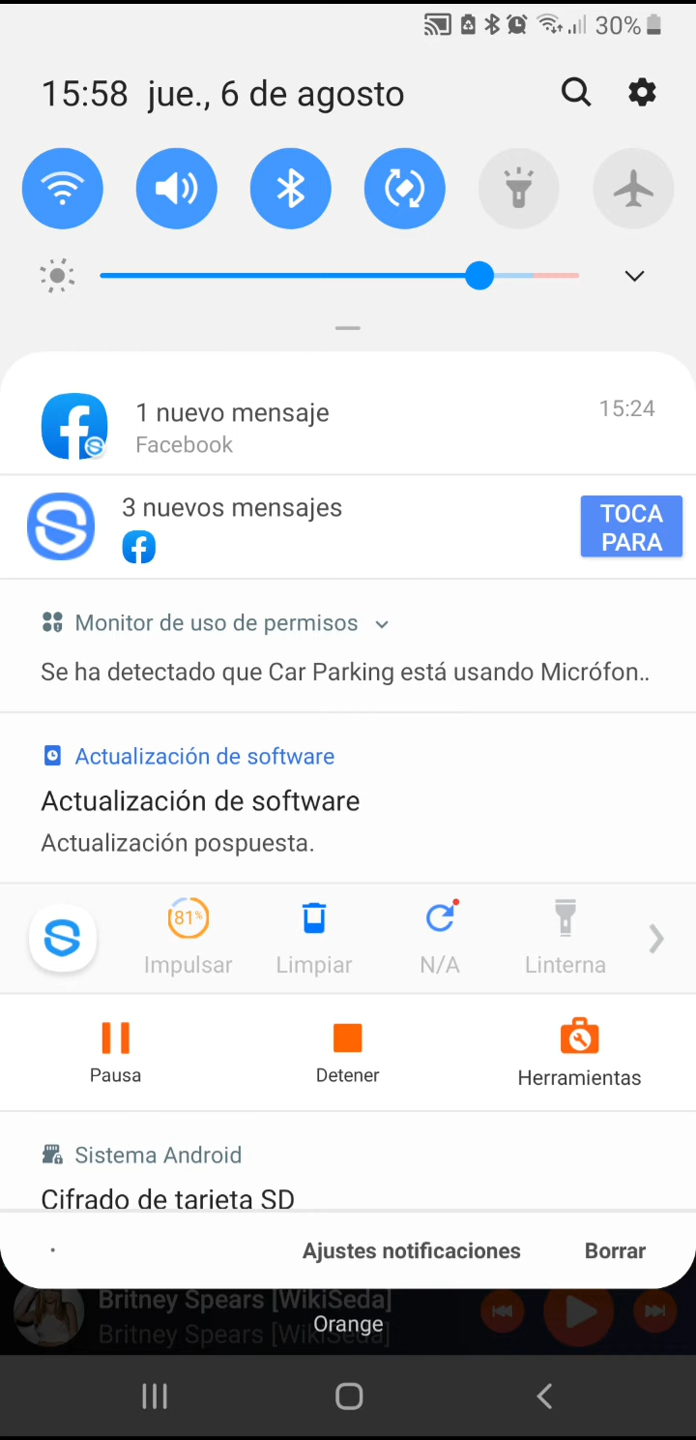 30%
15:58 jue., 6 de agosto
1 nuevo mensaje
15:24
Facebook
3 nuevos mensajes
TOCA
PARA
Monitor de uso de permisos
Se ha detectado que Car Parking está usando Micrófon..
Actualización de software
Actualización de software
Actualización pospuesta.
81%
Impulsar Limpiar N/A Linterna
Pausa Detener Herramientas
Sistema Android
Cifrado de tarjeta SD
Ajustes notificaciones Borrar
Britney Spears [WikiSeda]
Orange
Britney Spears [WikiSeda]